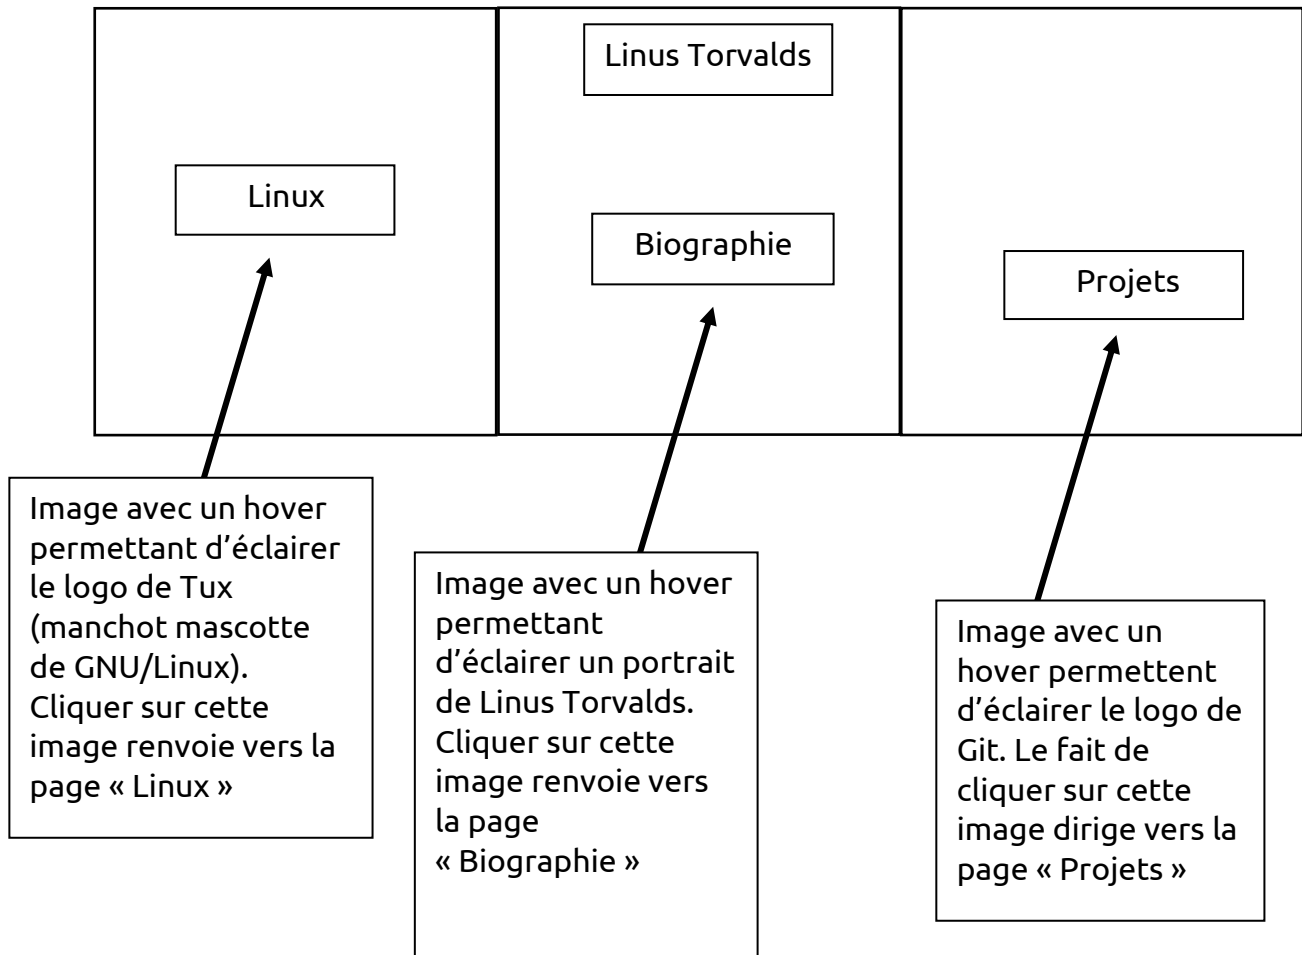 Linus Torvalds
Linux
Biographie
Projets
Image avec un hover
permettant d’éclairer
le logo de Tux
(manchot mascotte
de GNU/Linux).
Cliquer sur cette
image renvoie vers la
page « Linux »
Image avec un hover
permettant
d’éclairer un portrait
de Linus Torvalds.
Cliquer sur cette
image renvoie vers
la page
« Biographie »
Image avec un
hover permettent
d’éclairer le logo de
Git. Le fait de
cliquer sur cette
image dirige vers la
page « Projets »